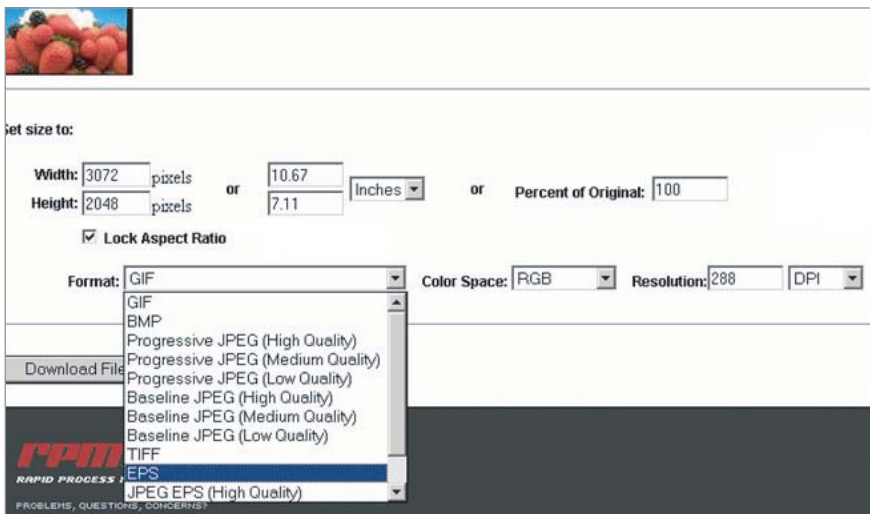 Set size to:
Width: 3072 pixels or 10.67 Inches or Percent of Original: 100
Height: 2048 pixels 7.11
Lock Aspect Ratio
Format: GIF Color Space: RGB Resolution: 288 DPI
GIF
BMP
Progressive JPEG (High Quality)
Progressive JPEG (Medium Quality)
Progressive JPEG (Low Quality)
Baseline JPEG (High Quality)
Baseline JPEG (Medium Quality)
Baseline JPEG (Low Quality)
TIFF
EPS
JPEG EPS (High Quality)
Download File
rpm
RAPID PROCESS
PROBLEMS, QUESTIONS, CONCERNS?